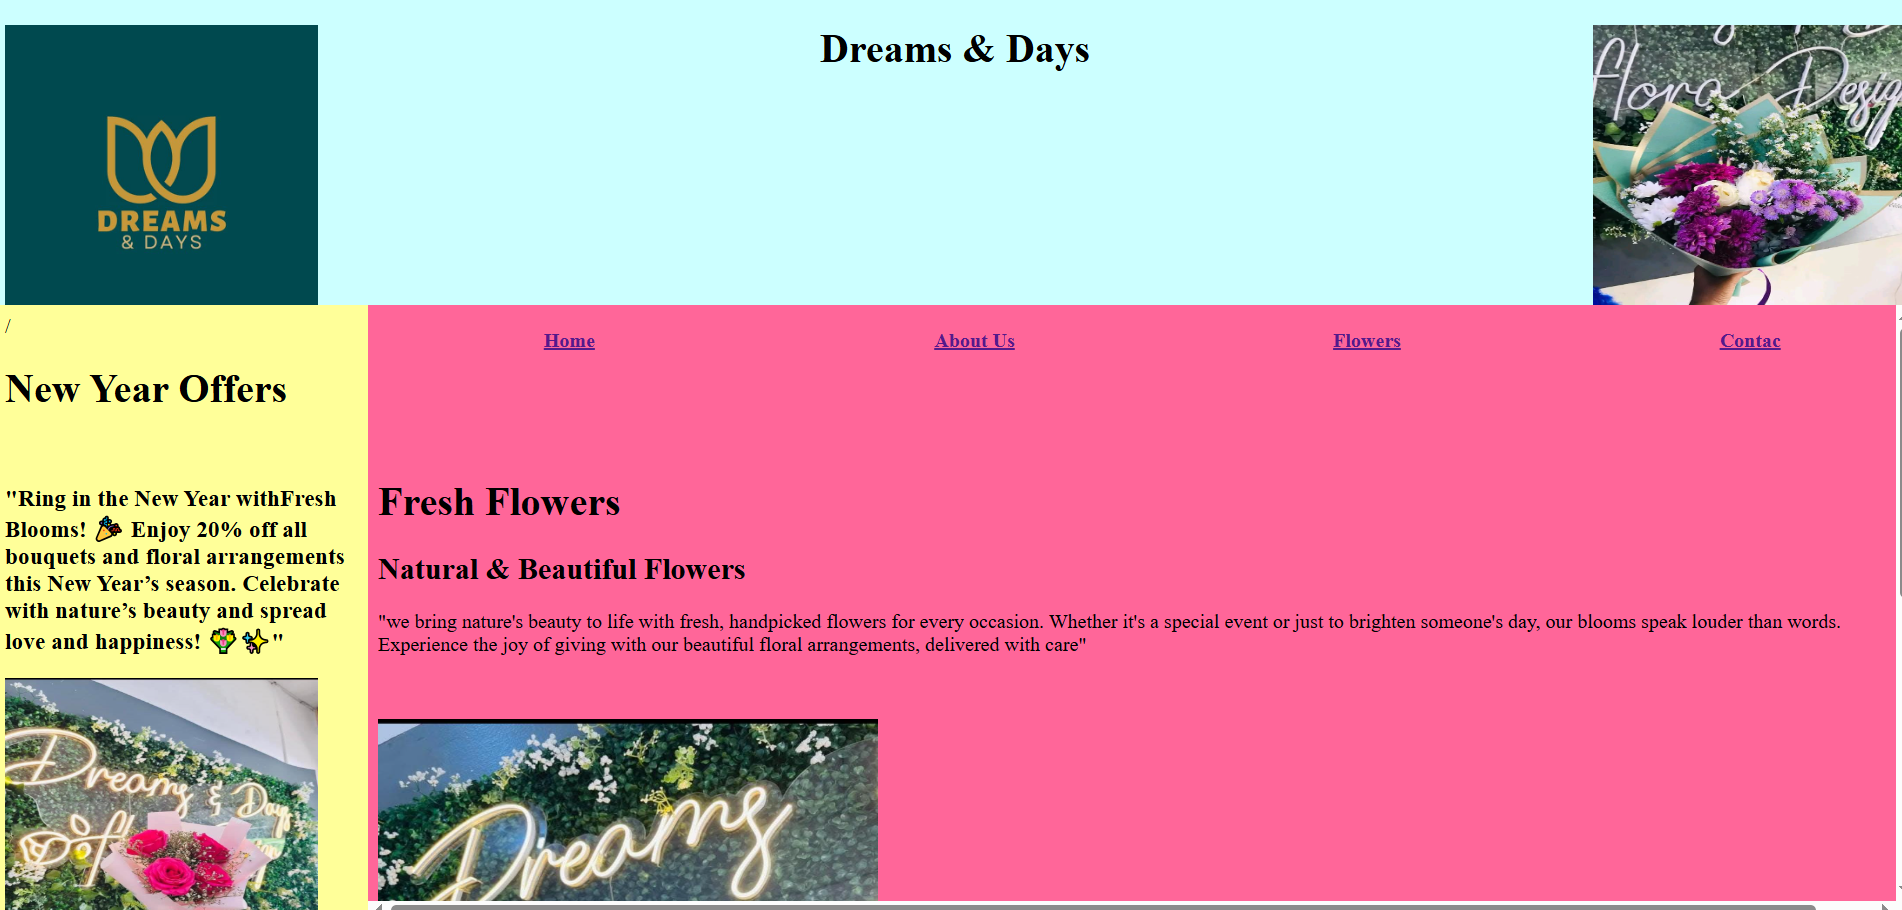 DREAMS
& DAYS
Dreams & Days
flora Desig
/
New Year Offers
"Ring in the New Year withFresh
Blooms! 🎉 Enjoy 20% off all
bouquets and floral arrangements
this New Year’s season. Celebrate
with nature’s beauty and spread
love and happiness! 💐✨"
Dreams & Days
Home About Us Flowers Contac
Fresh Flowers
Natural & Beautiful Flowers
"we bring nature's beauty to life with fresh, handpicked flowers for every occasion. Whether it's a special event or just to brighten someone's day, our blooms speak louder than words.
Experience the joy of giving with our beautiful floral arrangements, delivered with care"
Dreams